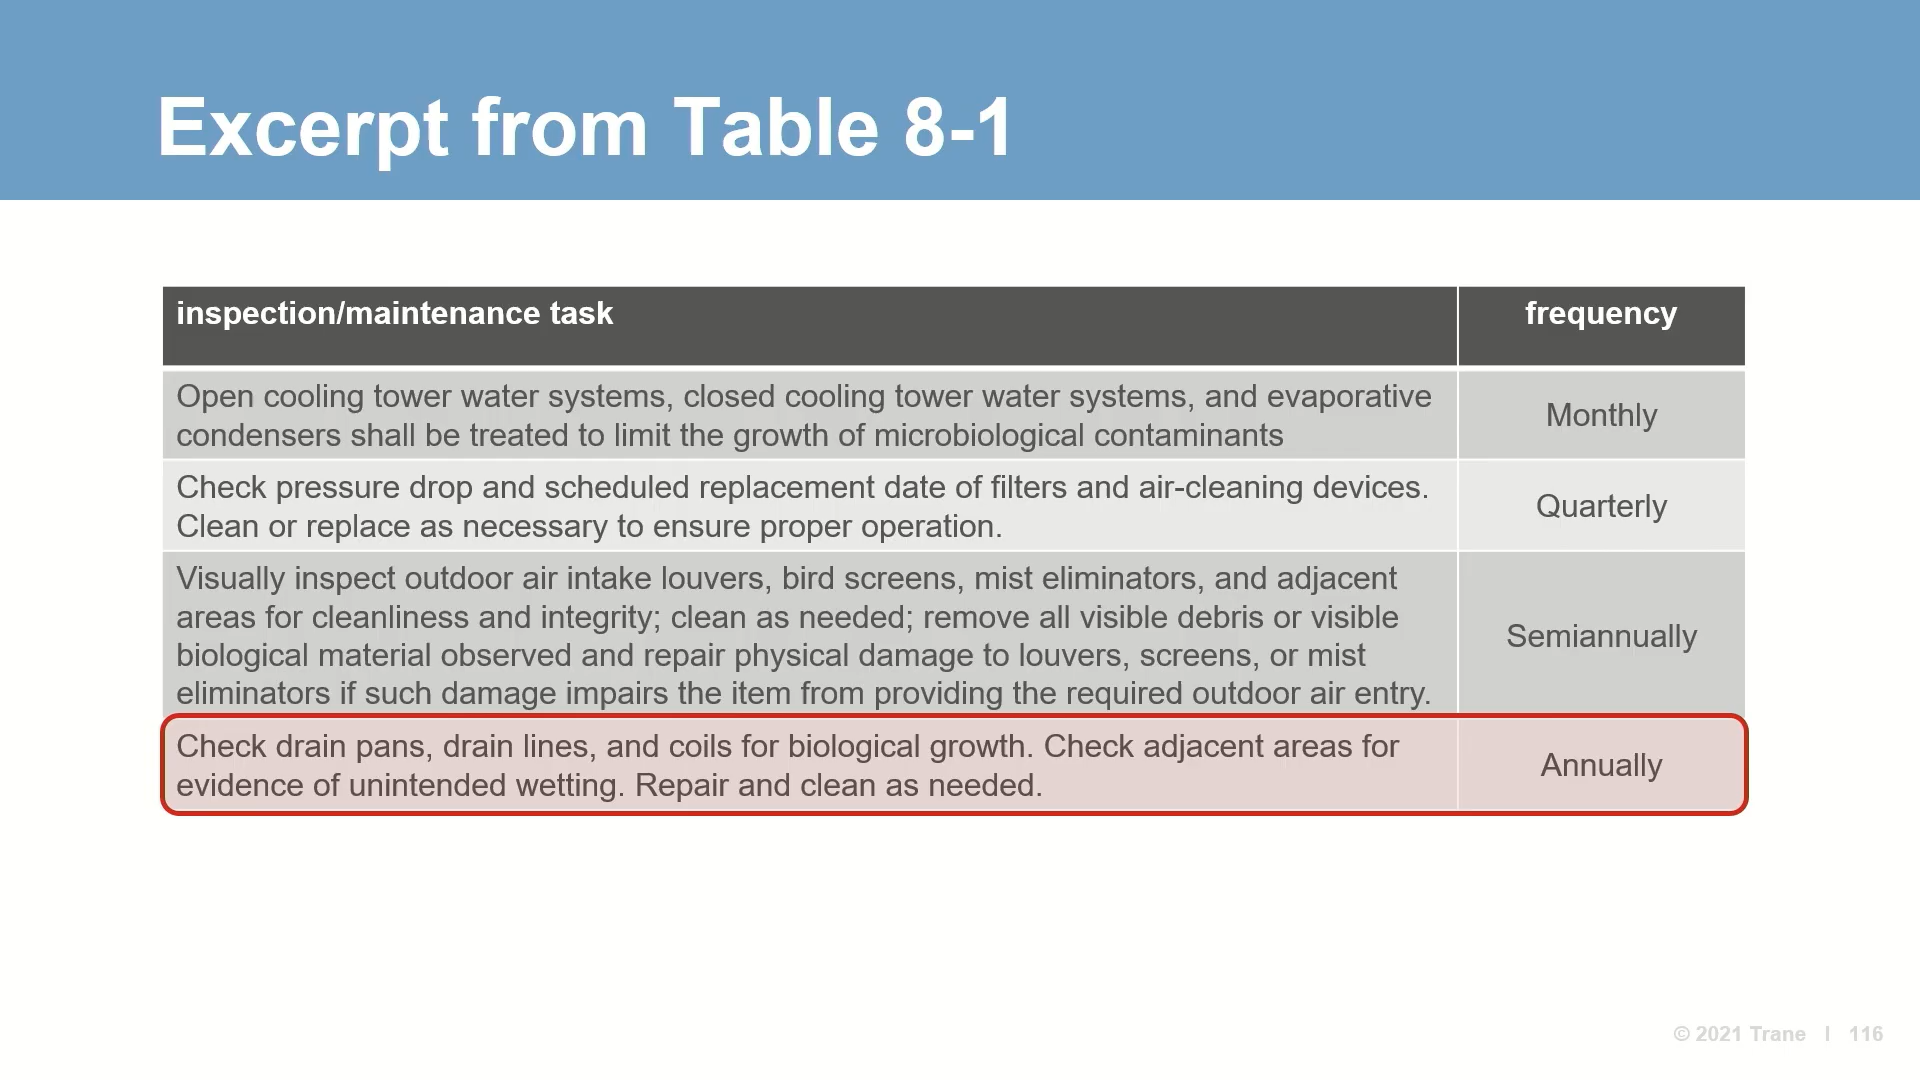 Excerpt from Table 8-1
inspection/maintenance task
frequency
Open cooling tower water systems, closed cooling tower water systems, and evaporative
condensers shall be treated to limit the growth of microbiological contaminants
Monthly
Check pressure drop and scheduled replacement date of filters and air-cleaning devices.
Clean or replace as necessary to ensure proper operation.
Quarterly
Visually inspect outdoor air intake louvers, bird screens, mist eliminators, and adjacent
areas for cleanliness and integrity; clean as needed; remove all visible debris or visible
biological material observed and repair physical damage to louvers, screens, or mist
eliminators if such damage impairs the item from providing the required outdoor air entry.
Semiannually
Check drain pans, drain lines, and coils for biological growth. Check adjacent areas for
evidence of unintended wetting. Repair and clean as needed.
Annually
© 2021 Trane | 116